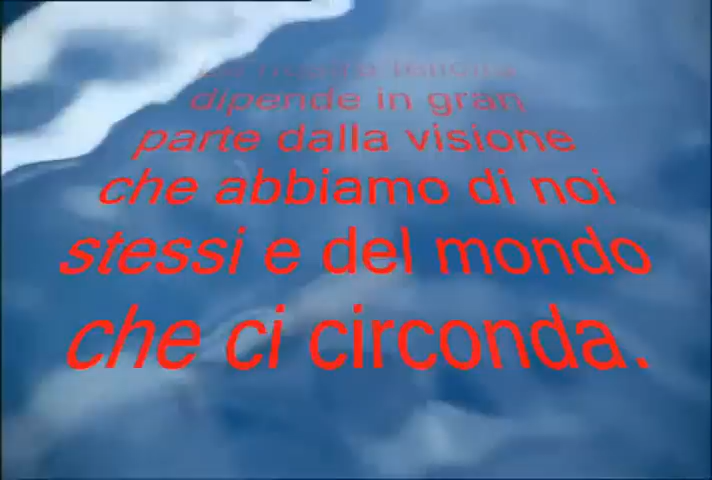 dipende in gran
parte dalla visione
che abbiamo di noi
stessi e del mondo
che ci circonda.